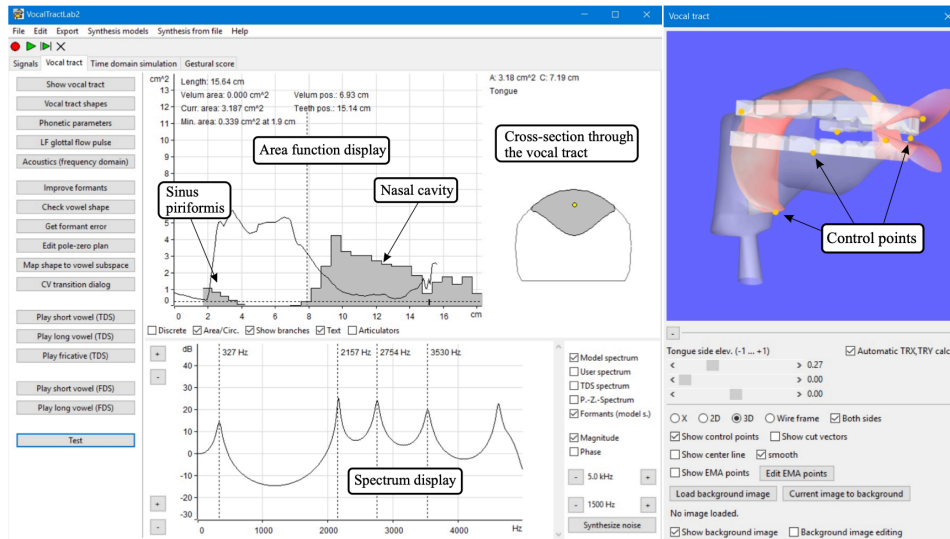 VocalTractLab2
File Edit Export Synthesis models Synthesis from file Help
Signals Vocal tract Time domain simulation Gestural score
Show vocal tract
Vocal tract shapes
Phonetic parameters
LF glottal flow pulse
Acoustics (frequency domain)
Improve formants
Check vowel shape
Get formant error
Edit pole-zero plan
Map shape to vowel subspace
CV transition dialog
Play short vowel (TDS)
Play long vowel (TDS)
Play fricative (TDS)
Play short vowel (FDS)
Play long vowel (FDS)
Test
cm^2
13
12
11
10
9
8
7
6
5
4
3
2
1
0
Length: 15.64 cm
Velum area: 0.000 cm^2 Velum pos.: 6.93 cm
Curr. area: 3.187 cm^2 Teeth pos.: 15.14 cm
Min. area: 0.339 cm^2 at 1.9 cm
Area function display
Sinus
piriformis
Nasal cavity
0 2 4 6 8 10 12 14 16 cm
A: 3.18 cm^2 C: 7.19 cm
Tongue
Cross-section through
the vocal tract
Discrete Area/Circ. Show branches Text Articulators
+
-
+
-
dB
40
30
20
10
0
-10
-20
-30
327 Hz 2157 Hz 2754 Hz 3530 Hz
Spectrum display
0 1000 2000 3000 4000 Hz
Model spectrum
User spectrum
TDS spectrum
P.-Z.-Spectrum
Formants (model s.)
Magnitude
Phase
- 5.0 kHz +
- 1500 Hz +
Synthesize noise
Vocal tract
Control points
-
Tongue side elev. (-1 ... +1) Automatic TRX,TRY calc
< > 0.27
< > 0.00
< > 0.00
X 2D 3D Wire frame Both sides
Show control points Show cut vectors
Show center line smooth
Show EMA points Edit EMA points
Load background image Current image to background
No image loaded.
Show background image Background image editing